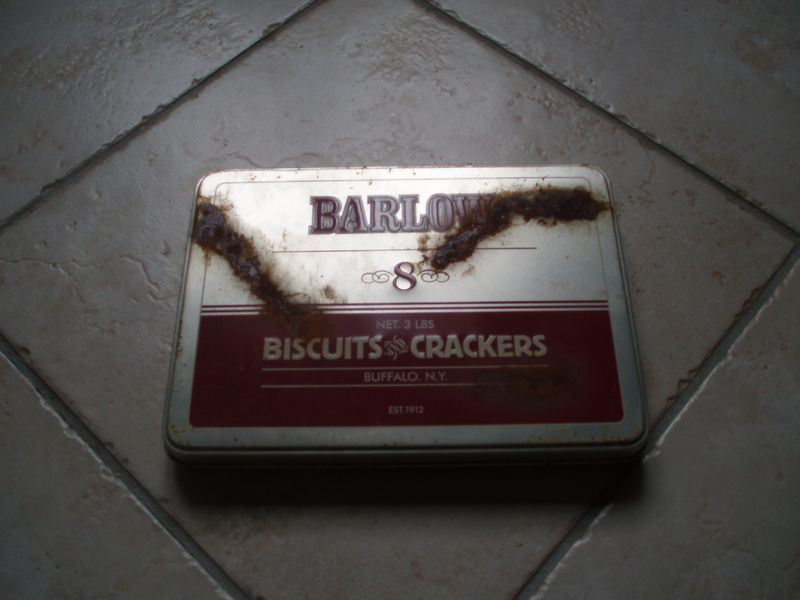 BARLOW
8
NET. 3 LBS
BISCUITS AND CRACKERS
BUFFALO. N.Y.
EST. 1912